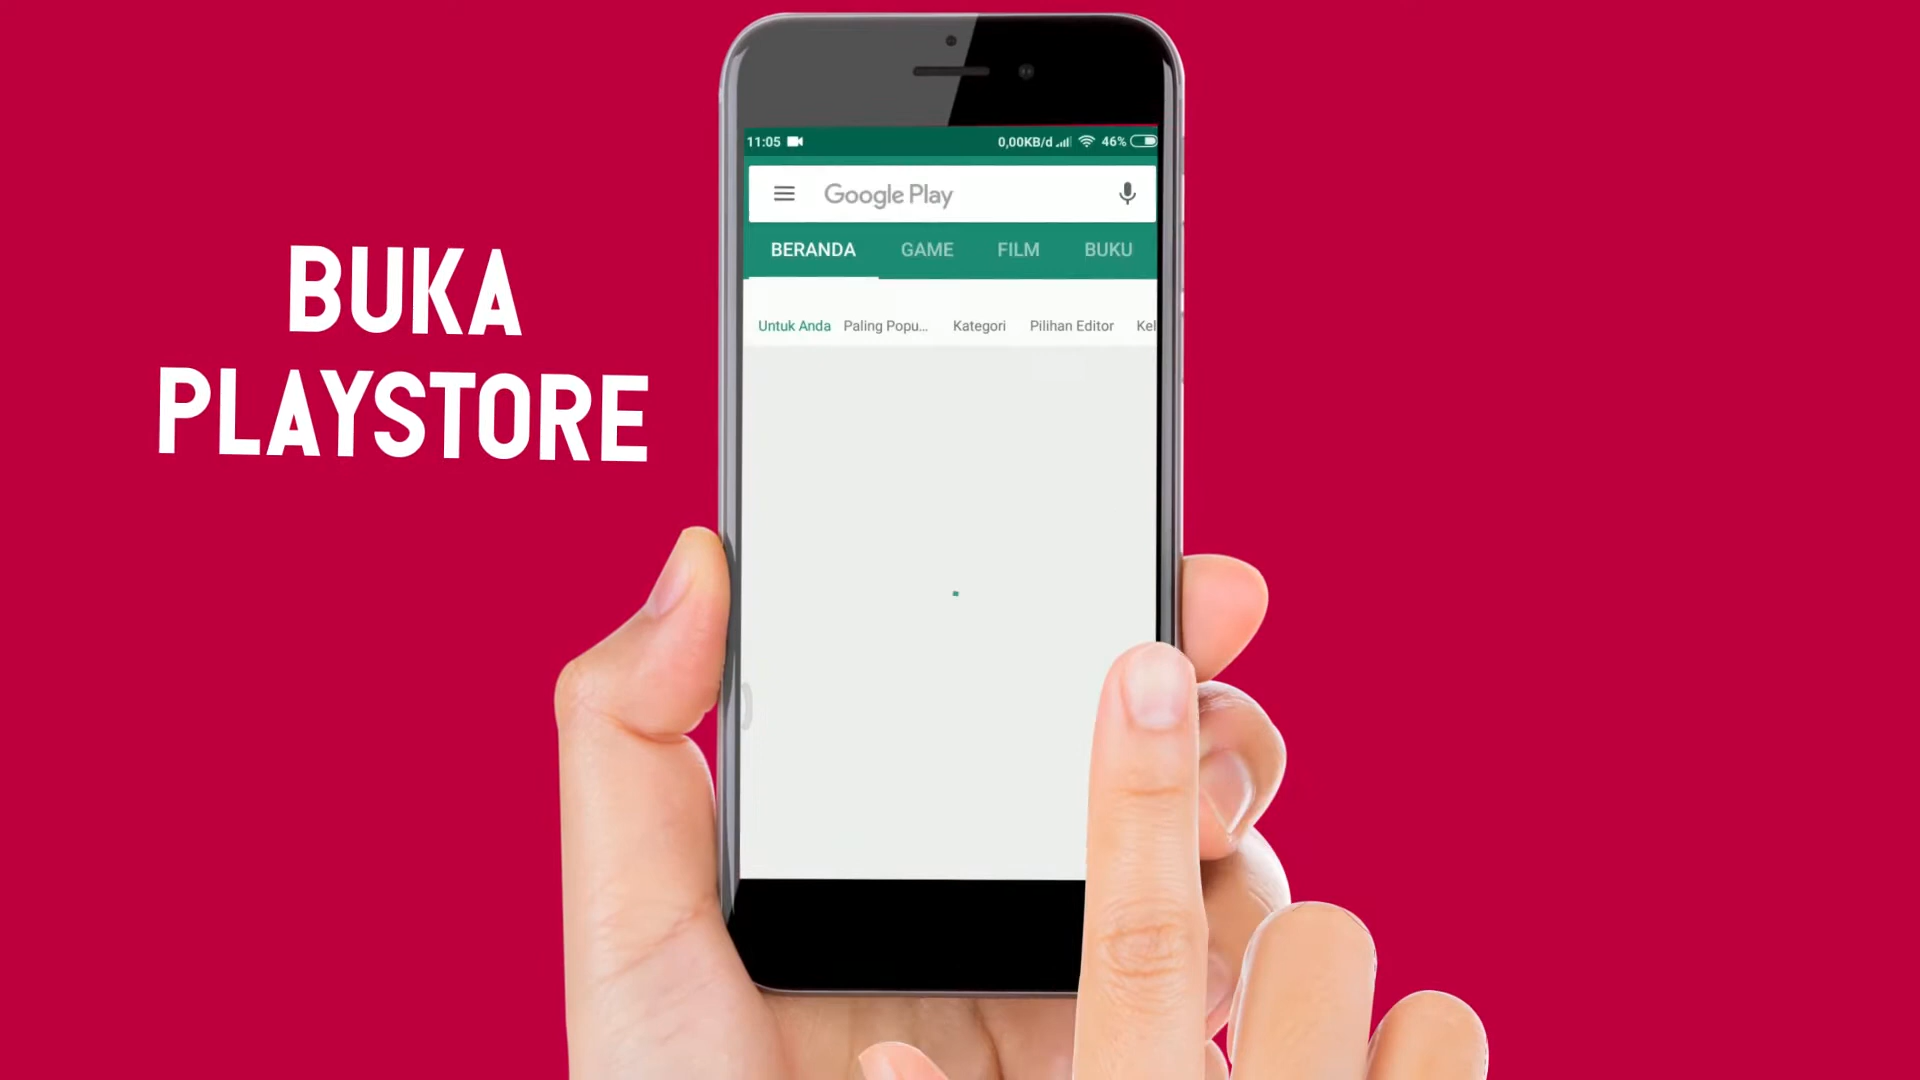 BUKA
PLAYSTORE
11:05 0,00KB/d 46%
Google Play
BERANDA GAME FILM BUKU
Untuk Anda Paling Popu... Kategori Pilihan Editor Kel